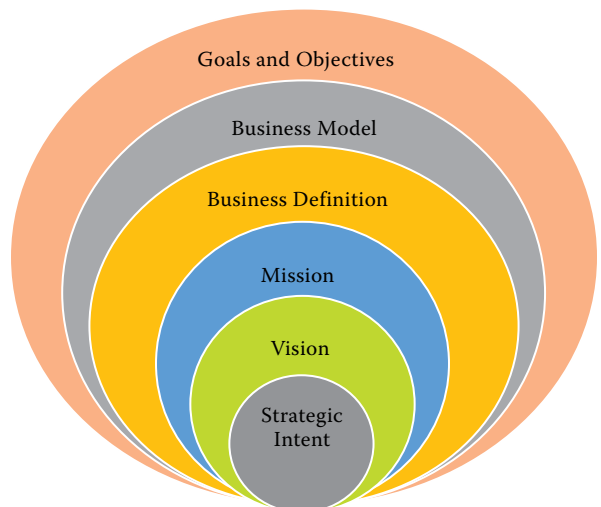 Goals and Objectives
Business Model
Business Definition
Mission
Vision
Strategic
Intent